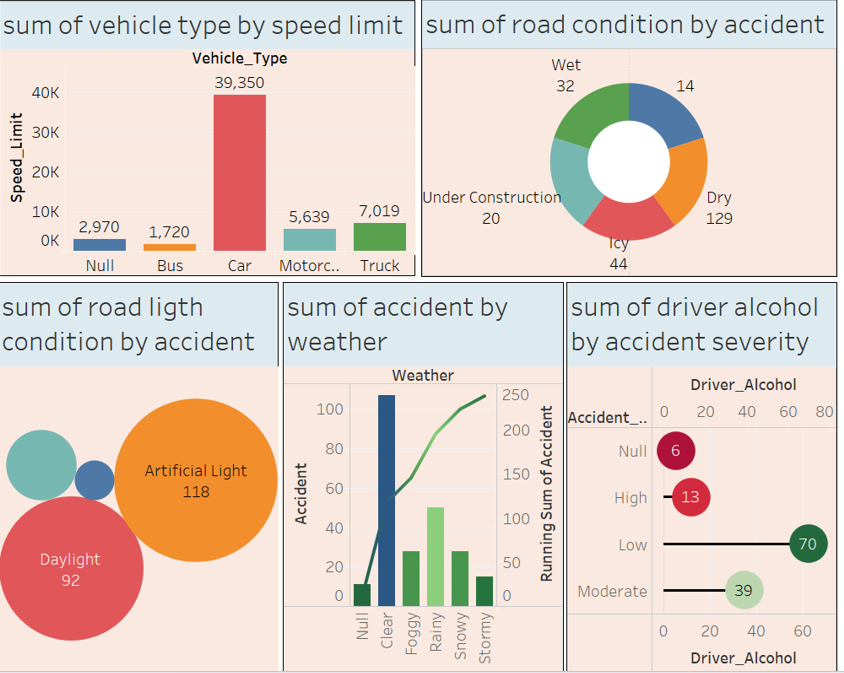 sum of vehicle type by speed limit
Vehicle_Type
Speed_Limit
40K
30K
20K
10K
0K
2,970
1,720
39,350
5,639
7,019
Null
Bus
Car
Motorc..
Truck
sum of road condition by accident
Wet
32
14
Under Construction
20
Dry
129
Icy
44
sum of road ligth
condition by accident
Artificial Light
118
Daylight
92
sum of accident by
weather
Weather
Accident
100
80
60
40
20
0
250
200
150
100
50
0
Running Sum of Accident
Null
Clear
Foggy
Rainy
Snowy
Stormy
sum of driver alcohol
by accident severity
Driver_Alcohol
Accident_..
0 20 40 60 80
Null
6
High
13
Low
70
Moderate
39
0 20 40 60
Driver_Alcohol